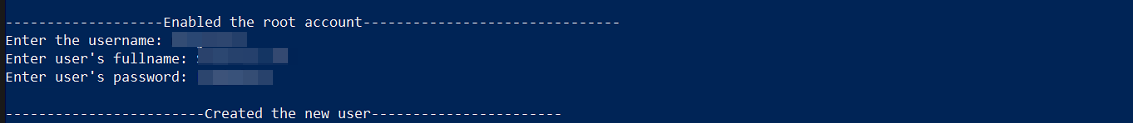 -------------------Enabled the root account-------------------------------
Enter the username:
Enter user's fullname:
Enter user's password:
------------------------Created the new user-----------------------